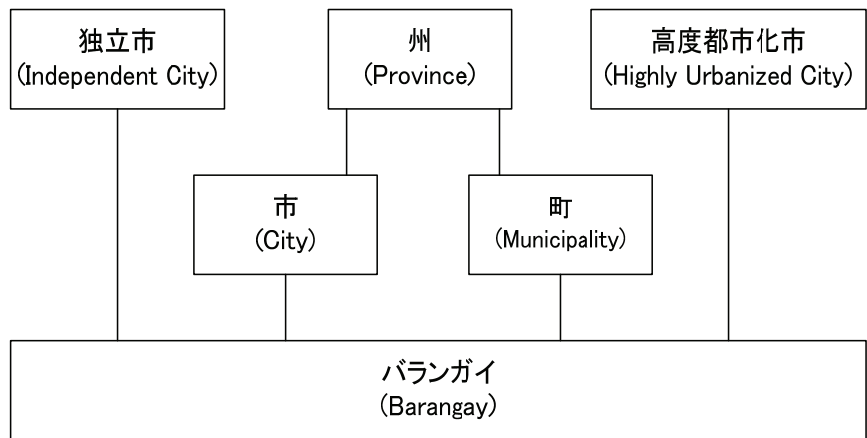 独立市
(Independent City)
州
(Province)
高度都市化市
(Highly Urbanized City)
市
(City)
町
(Municipality)
バランガイ
(Barangay)